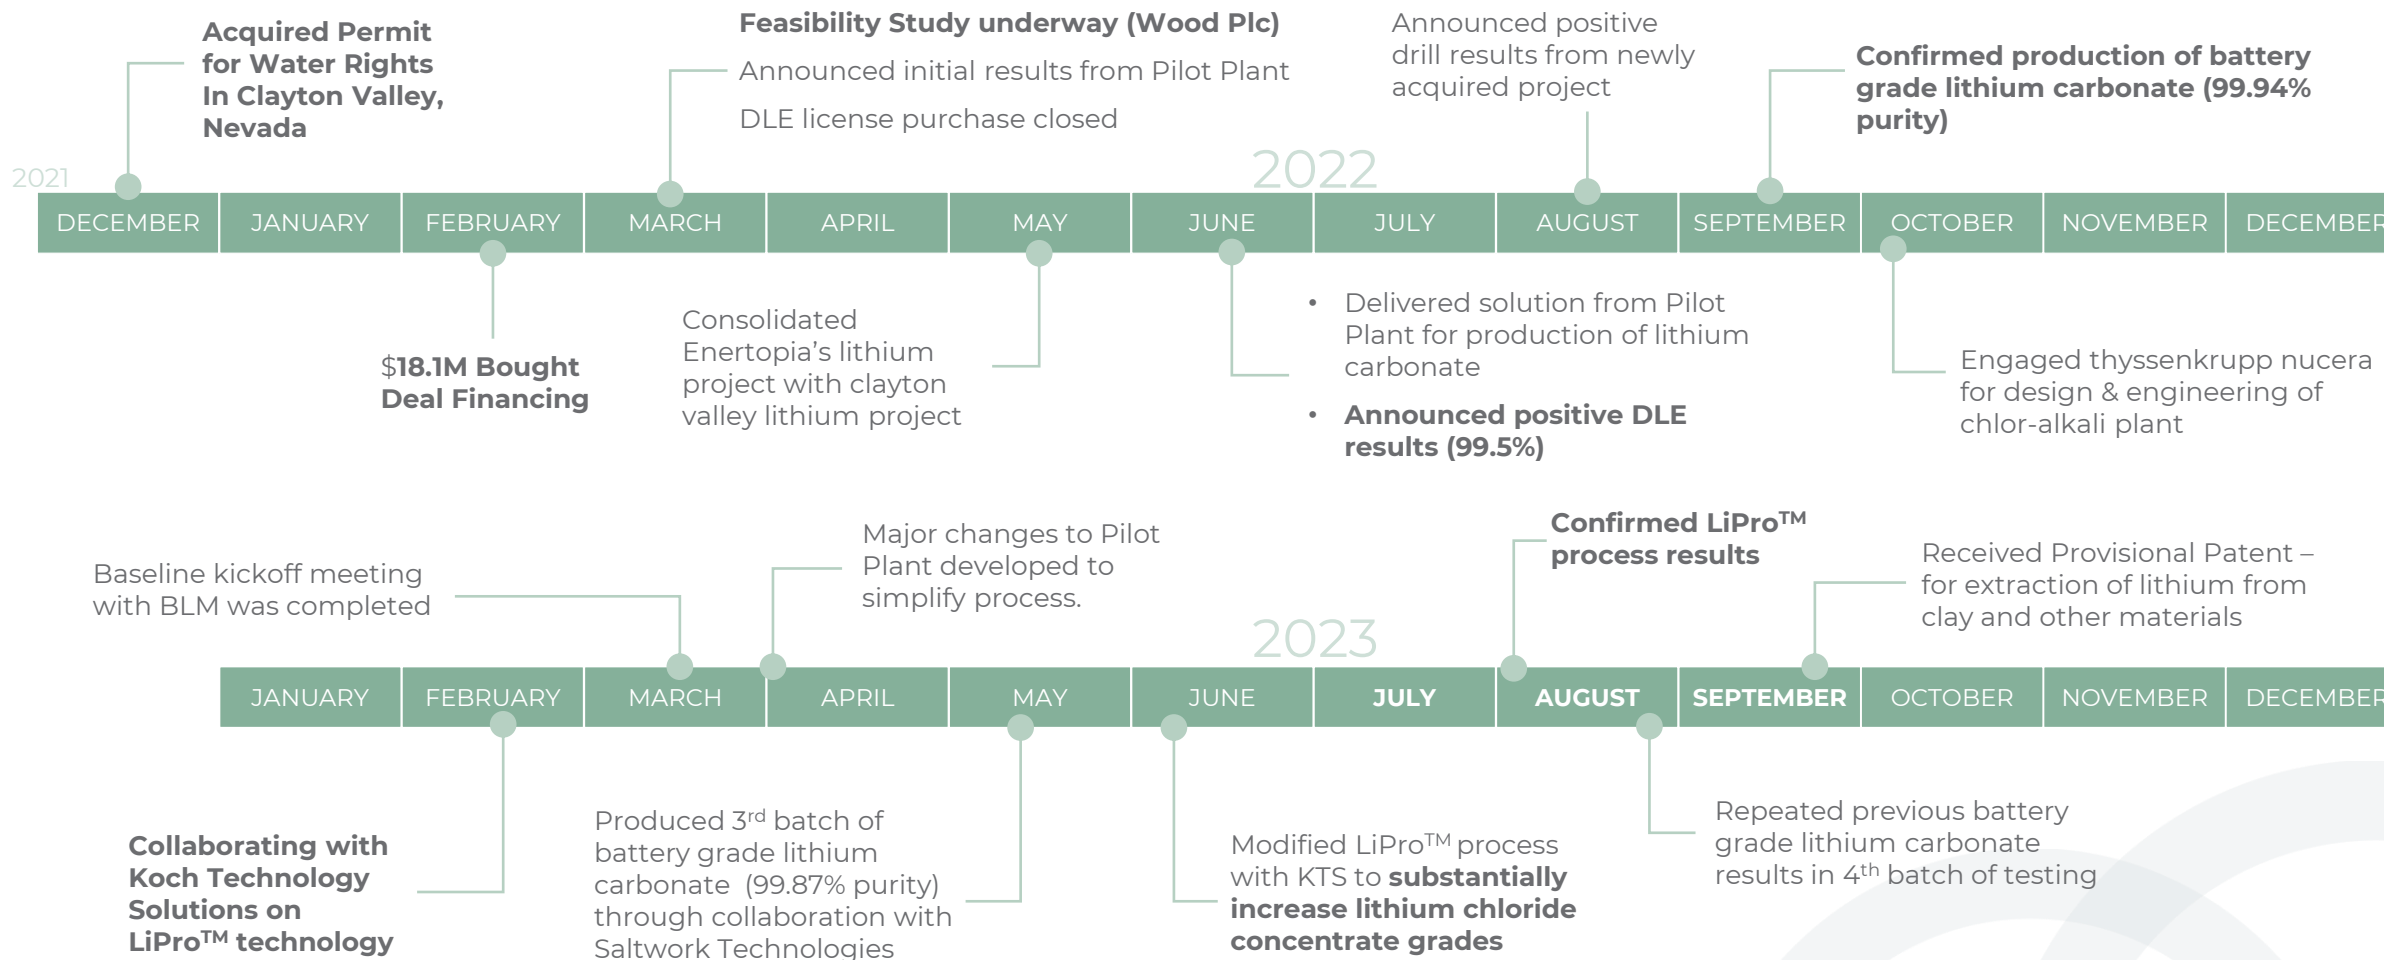 Acquired Permit
for Water Rights
In Clayton Valley,
Nevada
Feasibility Study underway (Wood Plc)
Announced initial results from Pilot Plant
DLE license purchase closed
Announced positive
drill results from newly
acquired project
Confirmed production of battery
grade lithium carbonate (99.94%
purity)
2021
2022
DECEMBER JANUARY FEBRUARY MARCH APRIL MAY JUNE JULY AUGUST SEPTEMBER OCTOBER NOVEMBER DECEMBER
$18.1M Bought
Deal Financing
Consolidated
Enertopia’s lithium
project with clayton
valley lithium project
• Delivered solution from Pilot
Plant for production of lithium
carbonate
• Announced positive DLE
results (99.5%)
Engaged thyssenkrupp nucera
for design & engineering of
chlor-alkali plant
Baseline kickoff meeting
with BLM was completed
Major changes to Pilot
Plant developed to
simplify process.
Confirmed LiPro™
process results
Received Provisional Patent –
for extraction of lithium from
clay and other materials
2023
JANUARY FEBRUARY MARCH APRIL MAY JUNE JULY AUGUST SEPTEMBER OCTOBER NOVEMBER DECEMBER
Collaborating with
Koch Technology
Solutions on
LiPro™ technology
Produced 3rd batch of
battery grade lithium
carbonate (99.87% purity)
through collaboration with
Saltwork Technologies
Modified LiPro™ process
with KTS to substantially
increase lithium chloride
concentrate grades
Repeated previous battery
grade lithium carbonate
results in 4th batch of testing